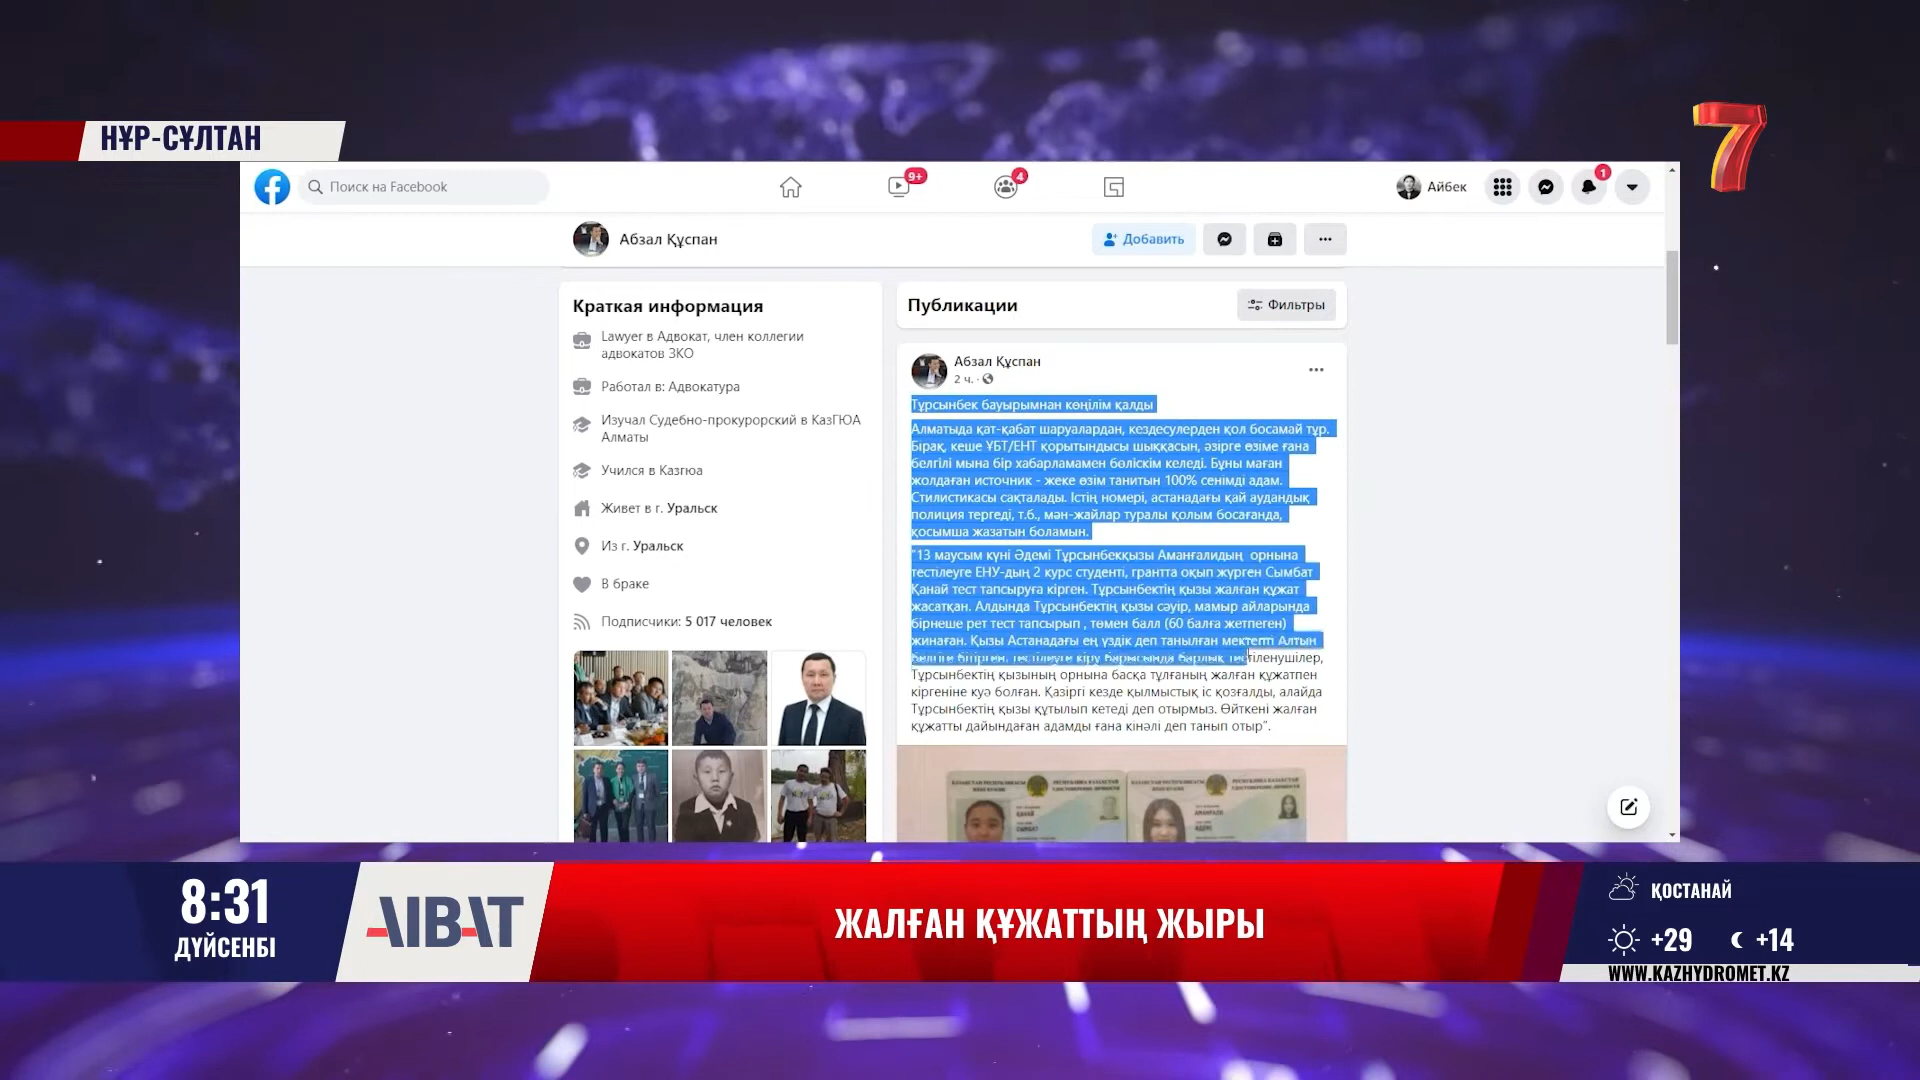 НҰР-СҰЛТАН
7
Поиск на Facebook
9+
4
Айбек
1
Абзал Құспан
Добавить
Краткая информация
Lawyer в Адвокат, член коллегии
адвокатов ЗКО
Работал в: Адвокатура
Изучал Судебно-прокурорский в КазГЮА
Алматы
Учился в Казгюа
Живет в г. Уральск
Из г. Уральск
В браке
Подписчики: 5 017 человек
Публикации
Фильтры
Абзал Құспан
2 ч. ·
Тұрсынбек бауырымнан көңілім қалды
Алматыда қат-қабат шаруалардан, кездесулерден қол босамай тұр.
Бірақ, кеше ҰБТ/ЕНТ қорытындысы шыққасын, әзірге өзіме ғана
белгілі мына бір хабарламамен бөліскім келеді. Бұны маған
жолдаған источник - жеке өзім танитын 100% сенімді адам.
Стилистикасы сақталады. Істің номері, астанадағы қай аудандық
полиция тергеді, т.б., мән-жайлар туралы қолым босағанда,
қосымша жазатын боламын.
"13 маусым күні Әдемі Тұрсынбекқызы Аманғалидың орнына
тестілеуге ЕНУ-дың 2 курс студенті, грантта оқып жүрген Сымбат
Қанай тест тапсыруға кірген. Тұрсынбектің қызы жалған құжат
жасатқан. Алдында Тұрсынбектің қызы сәуір, мамыр айларында
бірнеше рет тест тапсырып , төмен балл (60 балға жетпеген)
жинаған. Қызы Астанадағы ең үздік деп танылған мектепті Алтын
белгіге бітірген, тестілеуге кіру барысында барлық тестіленушілер,
Тұрсынбектің қызының орнына басқа тұлғаның жалған құжатпен
кіргеніне куә болған. Қазіргі кезде қылмыстық іс қозғалды, алайда
Тұрсынбектің қызы құтылып кетеді деп отырмыз. Өйткені жалған
құжатты дайындаған адамды ғана кінәлі деп танып отыр".
8:31
ДҮЙСЕНБІ
AIBAT
ЖАЛҒАН ҚҰЖАТТЫҢ ЖЫРЫ
ҚОСТАНАЙ
+29 +14
WWW.KAZHYDROMET.KZ